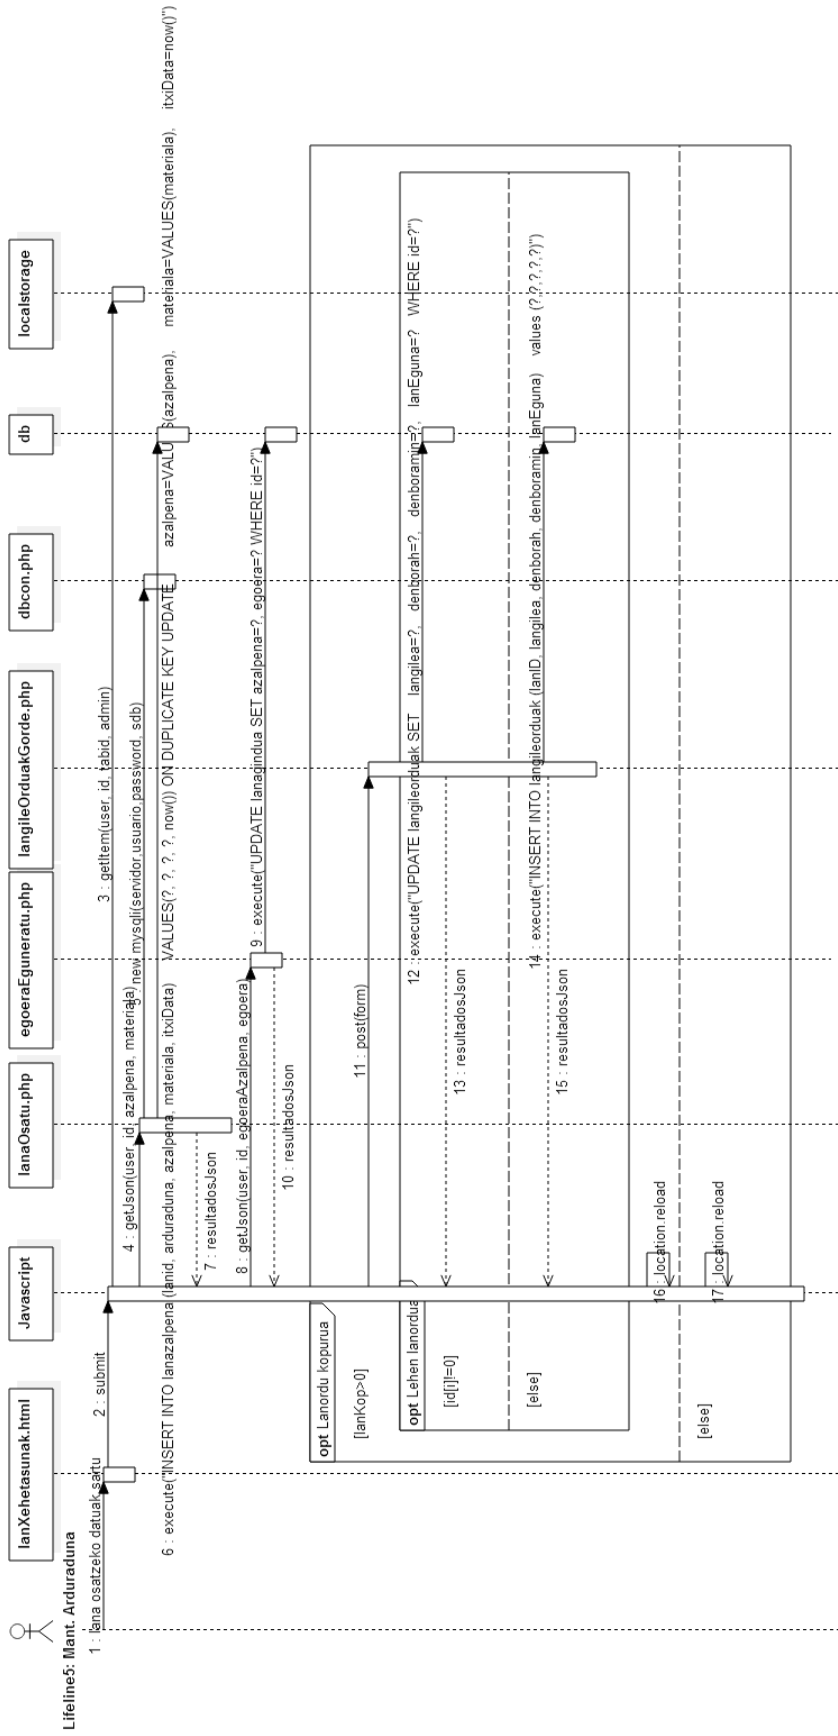 Lifeline5: Mant. Arduraduna
lanXehetasunak.html
Javascript
lanaOsatu.php
egoeraEguneratu.php
langileOrduakGorde.php
dbcon.php
db
localstorage
1 : lana osatzeko datuak sartu
2 : submit
3 : getItem(user, id, tabid, admin)
4 : getJson(user, id, azalpena, materiala)
5 : new mysqli(servidor,usuario,password, sdb)
6 : execute("INSERT INTO lanazalpena (lanid, arduraduna, azalpena, materiala, itxiData) VALUES(?, ?, ?, ?, now()) ON DUPLICATE KEY UPDATE azalpena=VALUES(azalpena), materiala=VALUES(materiala), itxiData=now()")
7 : resultadosJson
8 : getJson(user, id, egoeraAzalpena, egoera)
9 : execute("UPDATE lanagindua SET azalpena=?, egoera=? WHERE id=?")
10 : resultadosJson
opt Lanordu kopurua
[lanKop>0]
11 : post(form)
opt Lehen lanordua
[id[i]!=0]
12 : execute("UPDATE langileorduak SET langilea=?, denborah=?, denboramin=?, lanEguna=? WHERE id=?")
13 : resultadosJson
[else]
14 : execute("INSERT INTO langileorduak (lanID, langilea, denborah, denboramin, lanEguna) values (?,?,?,?,?)")
15 : resultadosJson
16 : location.reload
[else]
17 : location.reload